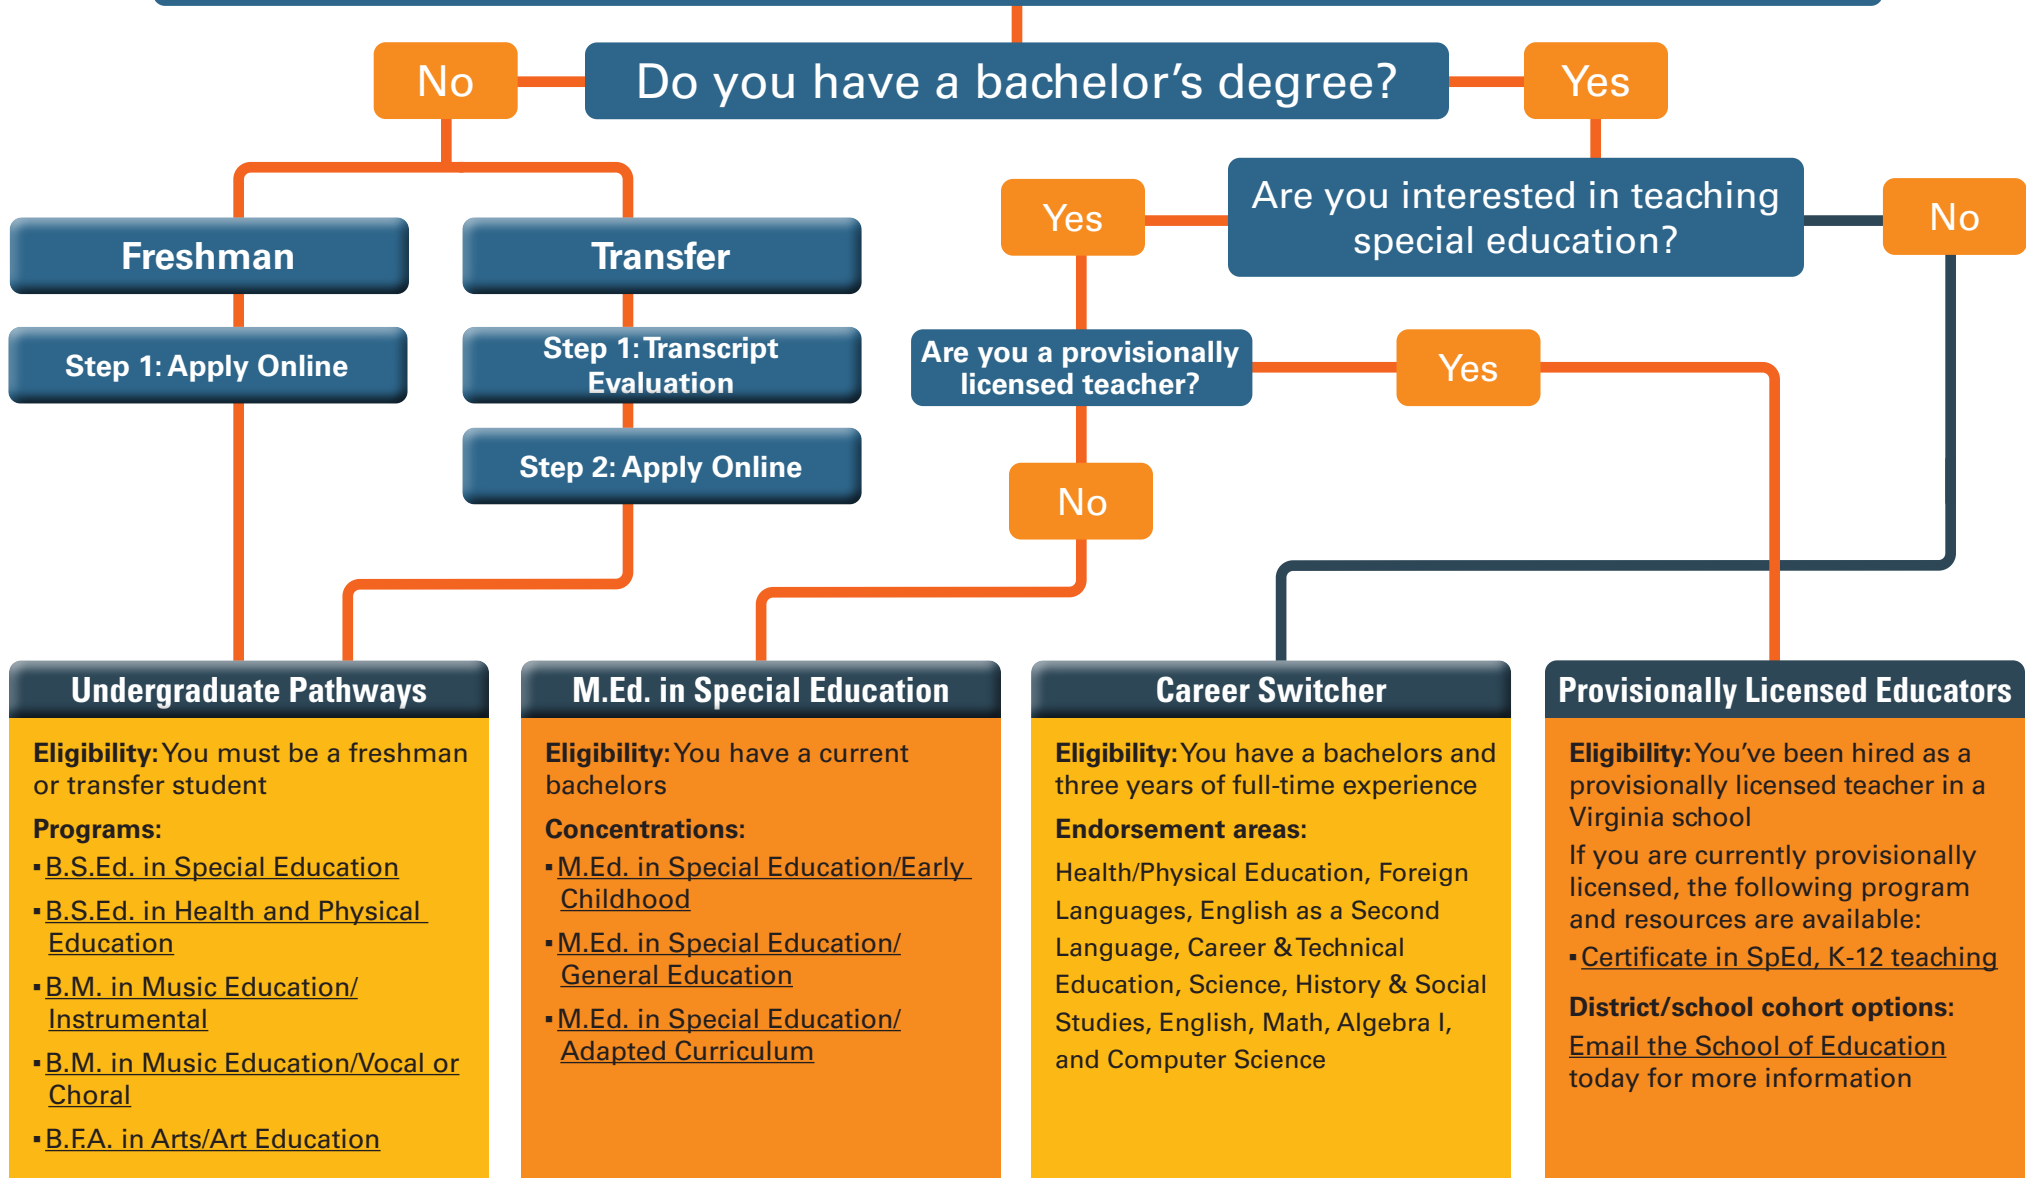 No
Do you have a bachelor's degree?
Yes
Are you interested in teaching
special education?
Yes
No
Freshman
Transfer
Step 1: Apply Online
Step 1: Transcript
Evaluation
Step 2: Apply Online
Are you a provisionally
licensed teacher?
Yes
No
Undergraduate Pathways
Eligibility: You must be a freshman
or transfer student
Programs:
▪ B.S.Ed. in Special Education
▪ B.S.Ed. in Health and Physical
Education
▪ B.M. in Music Education/
Instrumental
▪ B.M. in Music Education/Vocal or
Choral
▪ B.F.A. in Arts/Art Education
M.Ed. in Special Education
Eligibility: You have a current
bachelors
Concentrations:
▪ M.Ed. in Special Education/Early
Childhood
▪ M.Ed. in Special Education/
General Education
▪ M.Ed. in Special Education/
Adapted Curriculum
Career Switcher
Eligibility: You have a bachelors and
three years of full-time experience
Endorsement areas:
Health/Physical Education, Foreign
Languages, English as a Second
Language, Career & Technical
Education, Science, History & Social
Studies, English, Math, Algebra I,
and Computer Science
Provisionally Licensed Educators
Eligibility: You've been hired as a
provisionally licensed teacher in a
Virginia school
If you are currently provisionally
licensed, the following program
and resources are available:
▪ Certificate in SpEd, K-12 teaching
District/school cohort options:
Email the School of Education
today for more information